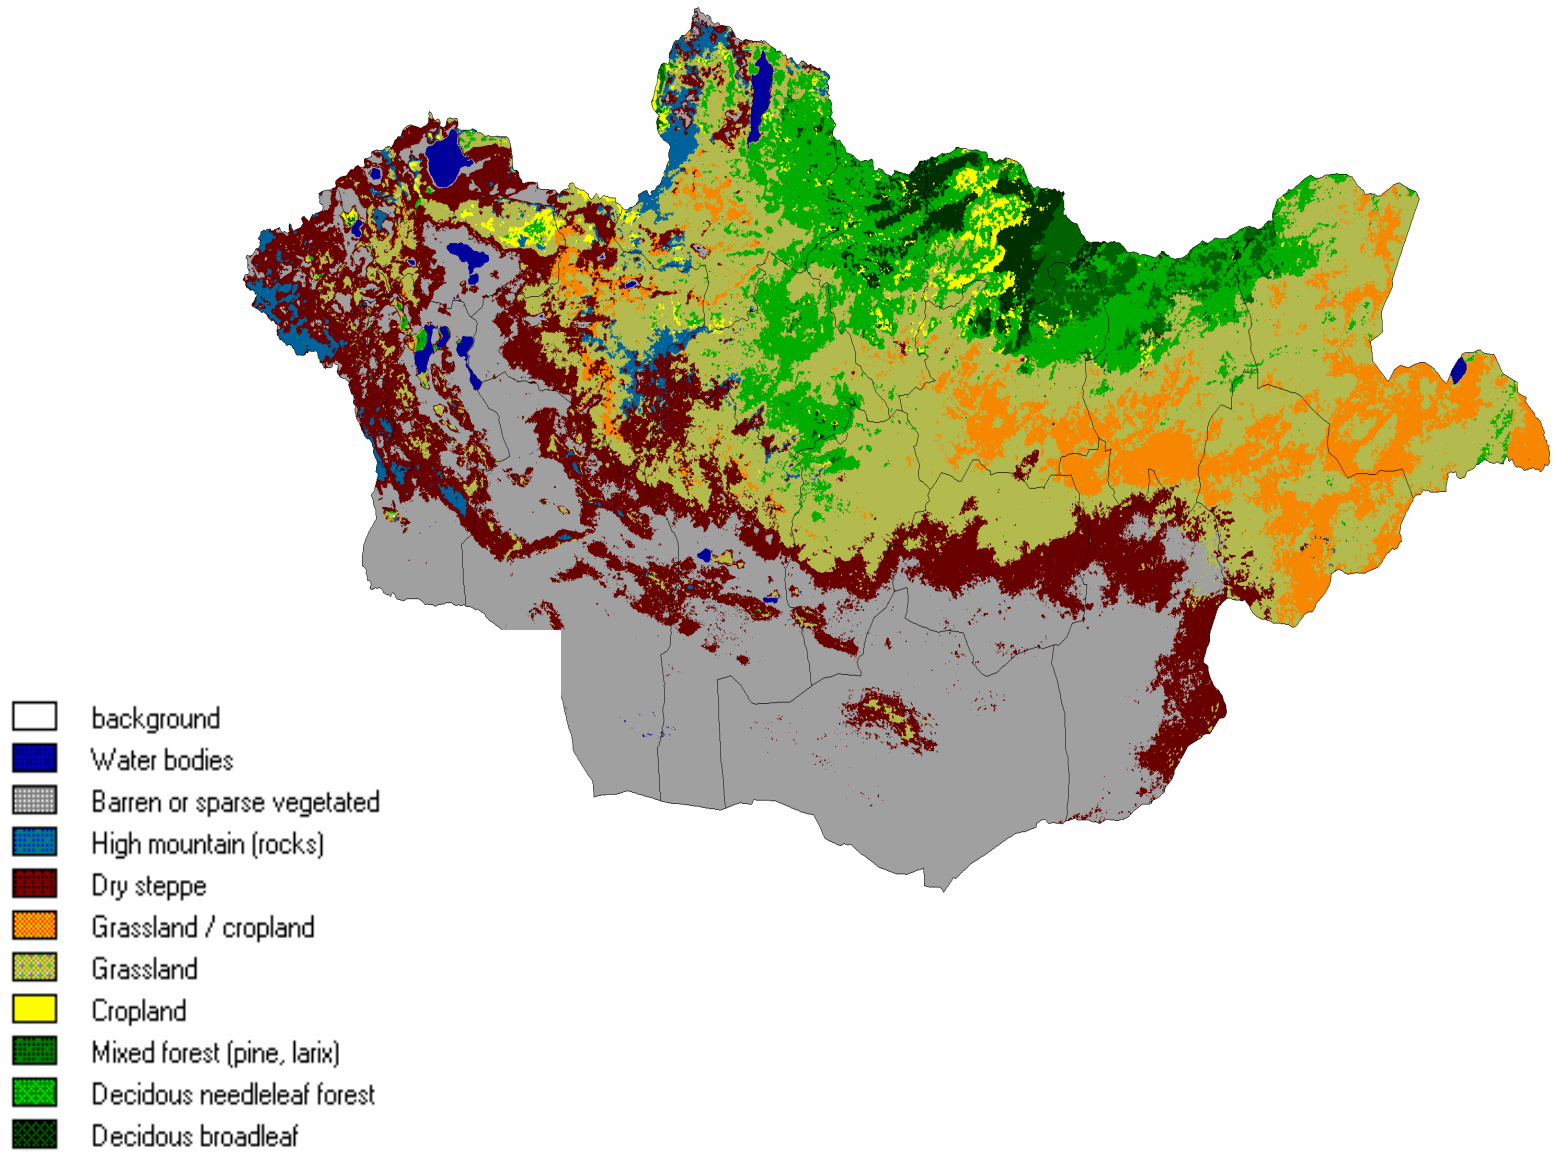 background
Water bodies
Barren or sparse vegetated
High mountain (rocks)
Dry steppe
Grassland / cropland
Grassland
Cropland
Mixed forest (pine, larix)
Decidous needleleaf forest
Decidous broadleaf